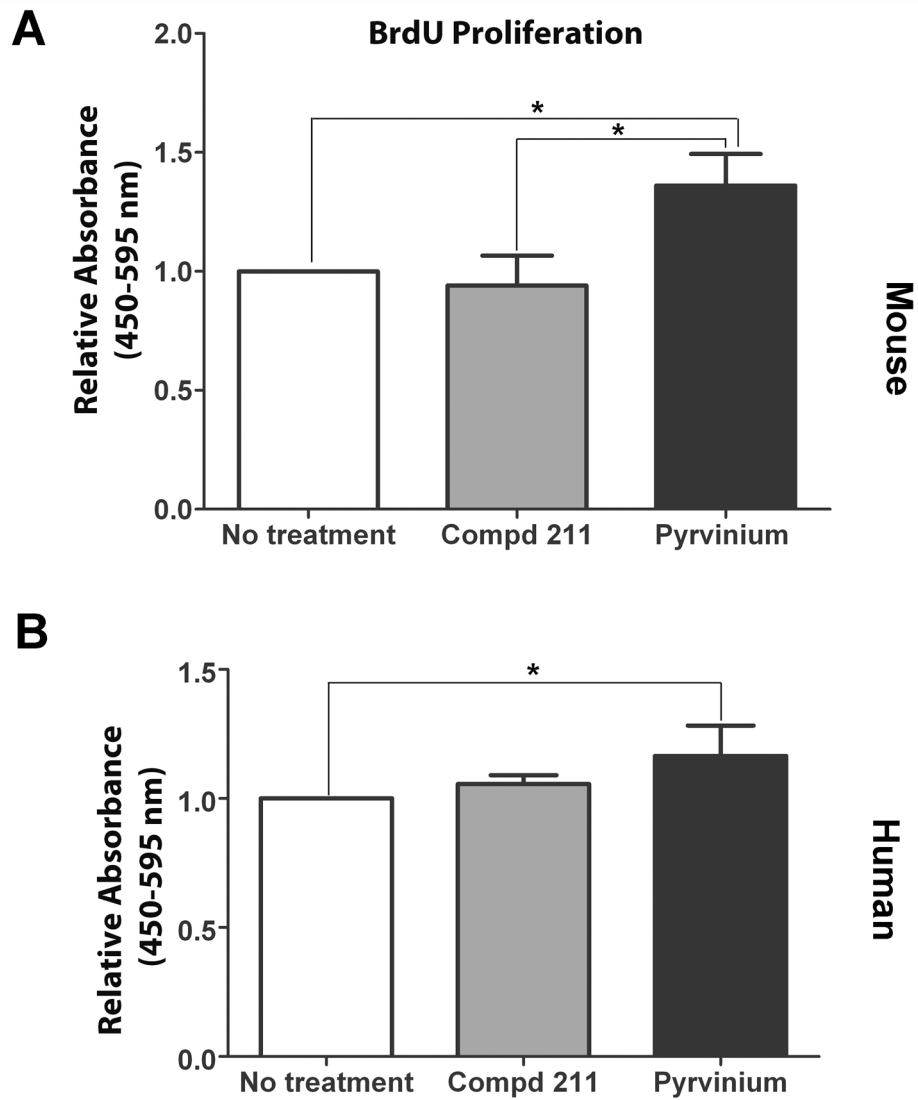 A
BrdU Proliferation
2.0
1.5
1.0
0.5
0.0
Relative Absorbance
(450-595 nm)
*
*
No treatment
Compd 211
Pyrvinium
Mouse
B
1.5
1.0
0.5
0.0
Relative Absorbance
(450-595 nm)
*
No treatment
Compd 211
Pyrvinium
Human